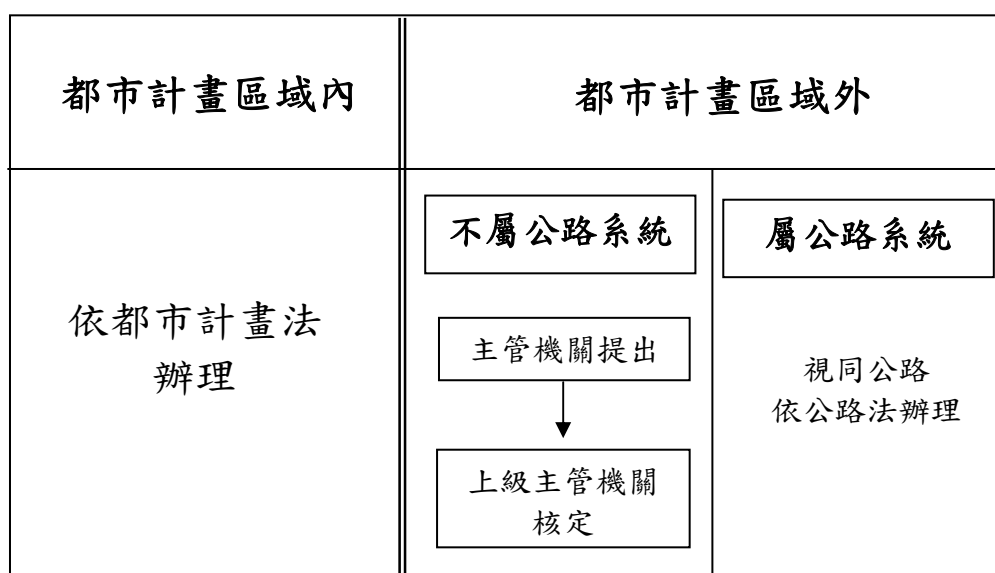 都市計畫區域內
都市計畫區域外
依都市計畫法
辦理
不屬公路系統
主管機關提出
上級主管機關
核定
屬公路系統
視同公路
依公路法辦理